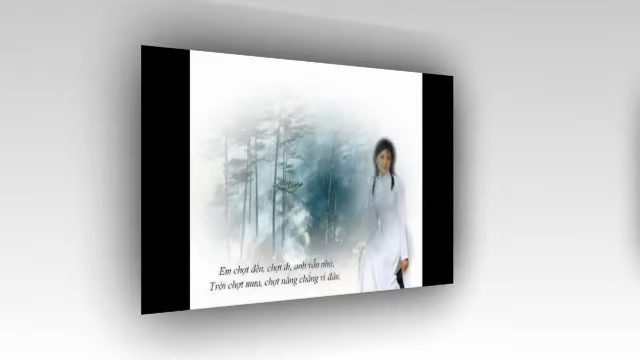 Em chợt đến, chợt đi, anh vẫn nhớ,
Trời chợt mưa, chợt nắng chẳng vì đâu.